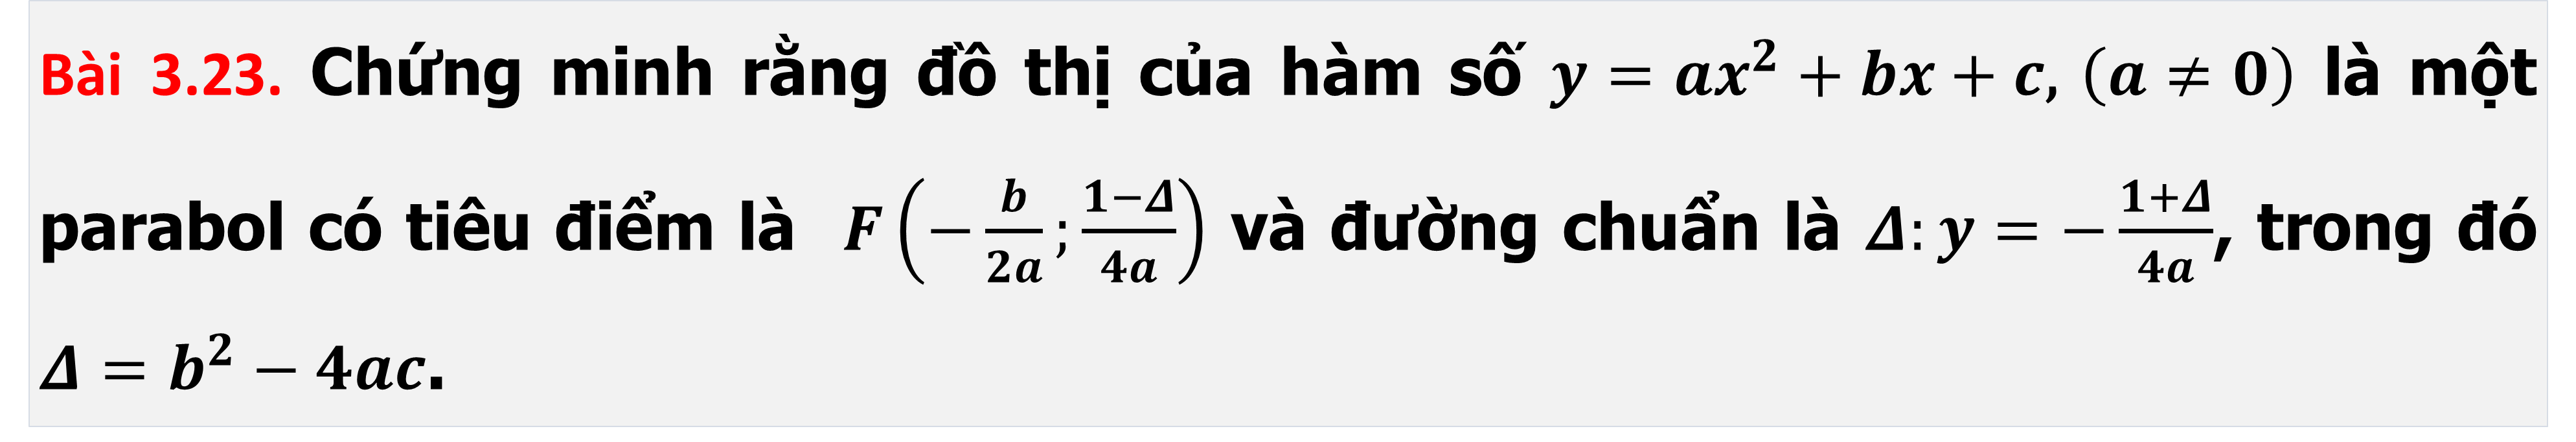 Bài 3.23. Chứng minh rằng đồ thị của hàm số y = ax² + bx + c, (a ≠ 0) là một
parabol có tiêu điểm là F(−b/2a; 1−Δ/4a) và đường chuẩn là Δ: y = −1+Δ/4a, trong đó
Δ = b² − 4ac.